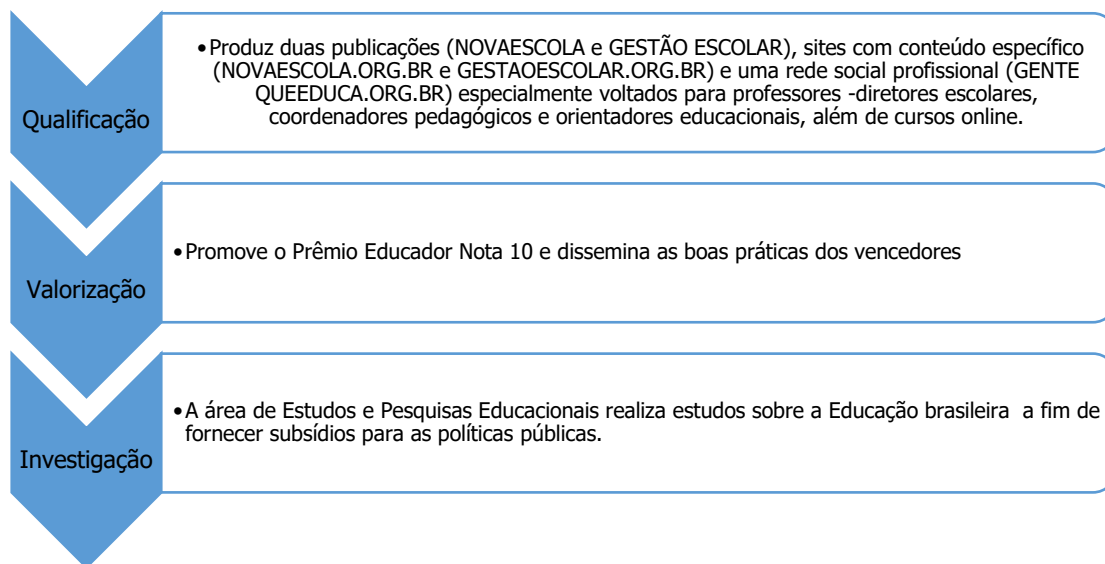 Qualificação
•Produz duas publicações (NOVAESCOLA e GESTÃO ESCOLAR), sites com conteúdo específico
(NOVAESCOLA.ORG.BR e GESTAOESCOLAR.ORG.BR) e uma rede social profissional (GENTE
QUEEDUCA.ORG.BR) especialmente voltados para professores -diretores escolares,
coordenadores pedagógicos e orientadores educacionais, além de cursos online.
Valorização
•Promove o Prêmio Educador Nota 10 e dissemina as boas práticas dos vencedores
Investigação
•A área de Estudos e Pesquisas Educacionais realiza estudos sobre a Educação brasileira a fim de
fornecer subsídios para as políticas públicas.